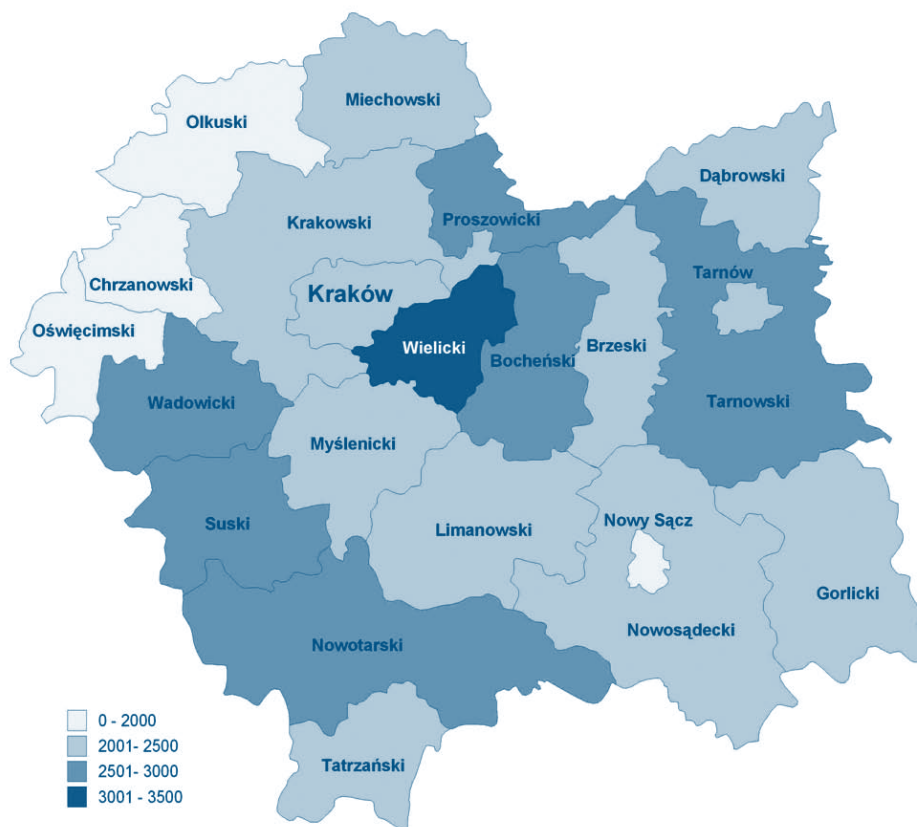 Miechowski
Olkuski
Dąbrowski
Krakowski
Proszowicki
Tarnów
Chrzanowski
Kraków
Oświęcimski
Wielicki
Brzeski
Bocheński
Wadowicki
Tarnowski
Myślenicki
Suski
Nowy Sącz
Limanowski
Gorlicki
Nowosądecki
Nowotarski
0 - 2000
2001- 2500
2501- 3000
3001 - 3500
Tatrzański